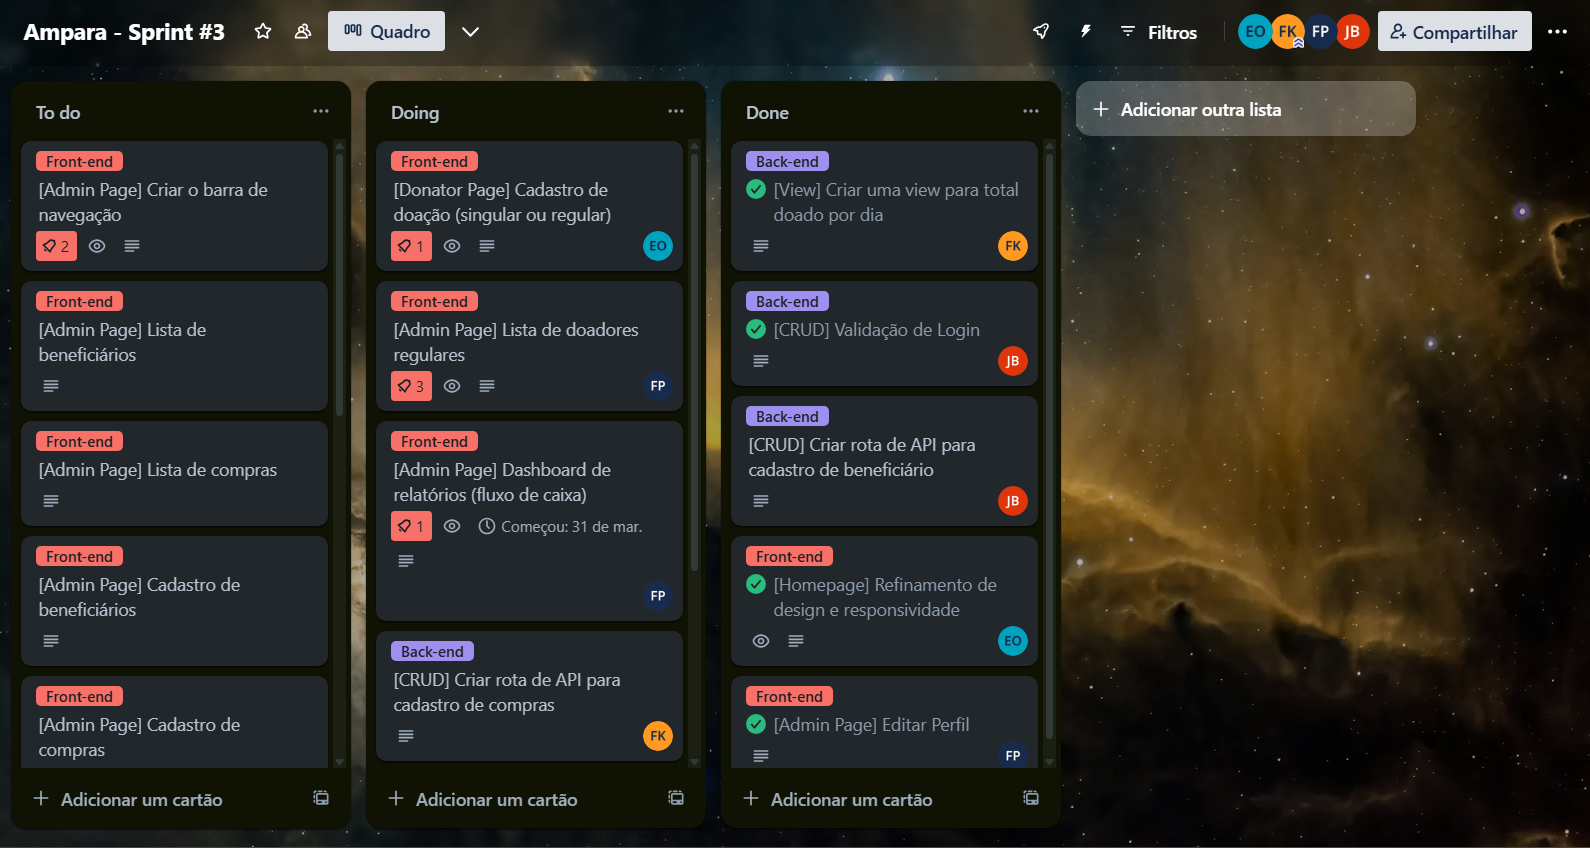 Ampara - Sprint #3
Quadro
Filtros
EO FK FP JB
Compartilhar
To do
Front-end
[Admin Page] Criar o barra de
navegação
2
Front-end
[Admin Page] Lista de
beneficiários
Front-end
[Admin Page] Lista de compras
Front-end
[Admin Page] Cadastro de
beneficiários
Front-end
[Admin Page] Cadastro de
compras
Adicionar um cartão
Doing
Front-end
[Donator Page] Cadastro de
doação (singular ou regular)
1
EO
Front-end
[Admin Page] Lista de doadores
regulares
3
FP
Front-end
[Admin Page] Dashboard de
relatórios (fluxo de caixa)
1 Começou: 31 de mar.
FP
Back-end
[CRUD] Criar rota de API para
cadastro de compras
FK
Adicionar um cartão
Done
Back-end
[View] Criar uma view para total
doado por dia
FK
Back-end
[CRUD] Validação de Login
JB
Back-end
[CRUD] Criar rota de API para
cadastro de beneficiário
JB
Front-end
[Homepage] Refinamento de
design e responsividade
EO
Front-end
[Admin Page] Editar Perfil
FP
Adicionar um cartão
Adicionar outra lista